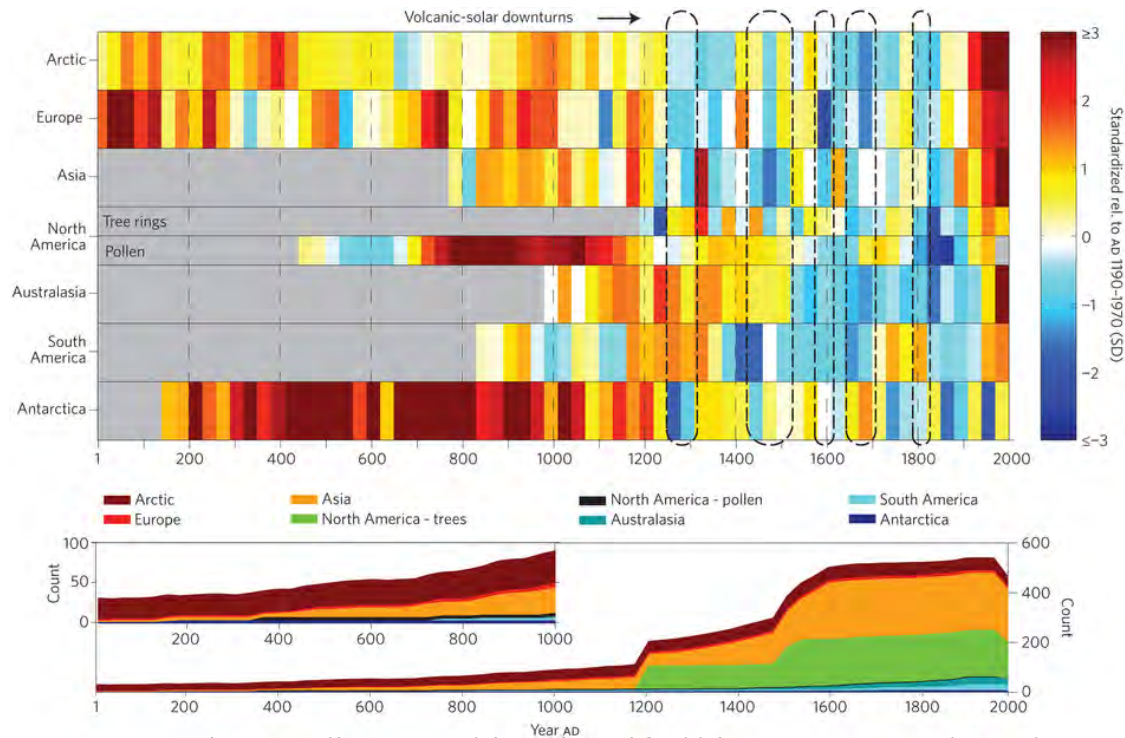 Volcanic-solar downturns
Arctic
Europe
Asia
Tree rings
North
America
Pollen
Australasia
South
America
Antarctica
1 200 400 600 800 1000 1200 1400 1600 1800 2000
≥3
2
1
0
−1
−2
≤−3
Standardized rel. to AD 1190–1970 (SD)
Arctic Asia North America - pollen South America
Europe North America - trees Australasia Antarctica
100
50
0
Count
200 400 600 800 1000
600
400
200
0
Count
1 200 400 600 800 1000 1200 1400 1600 1800 2000
Year AD